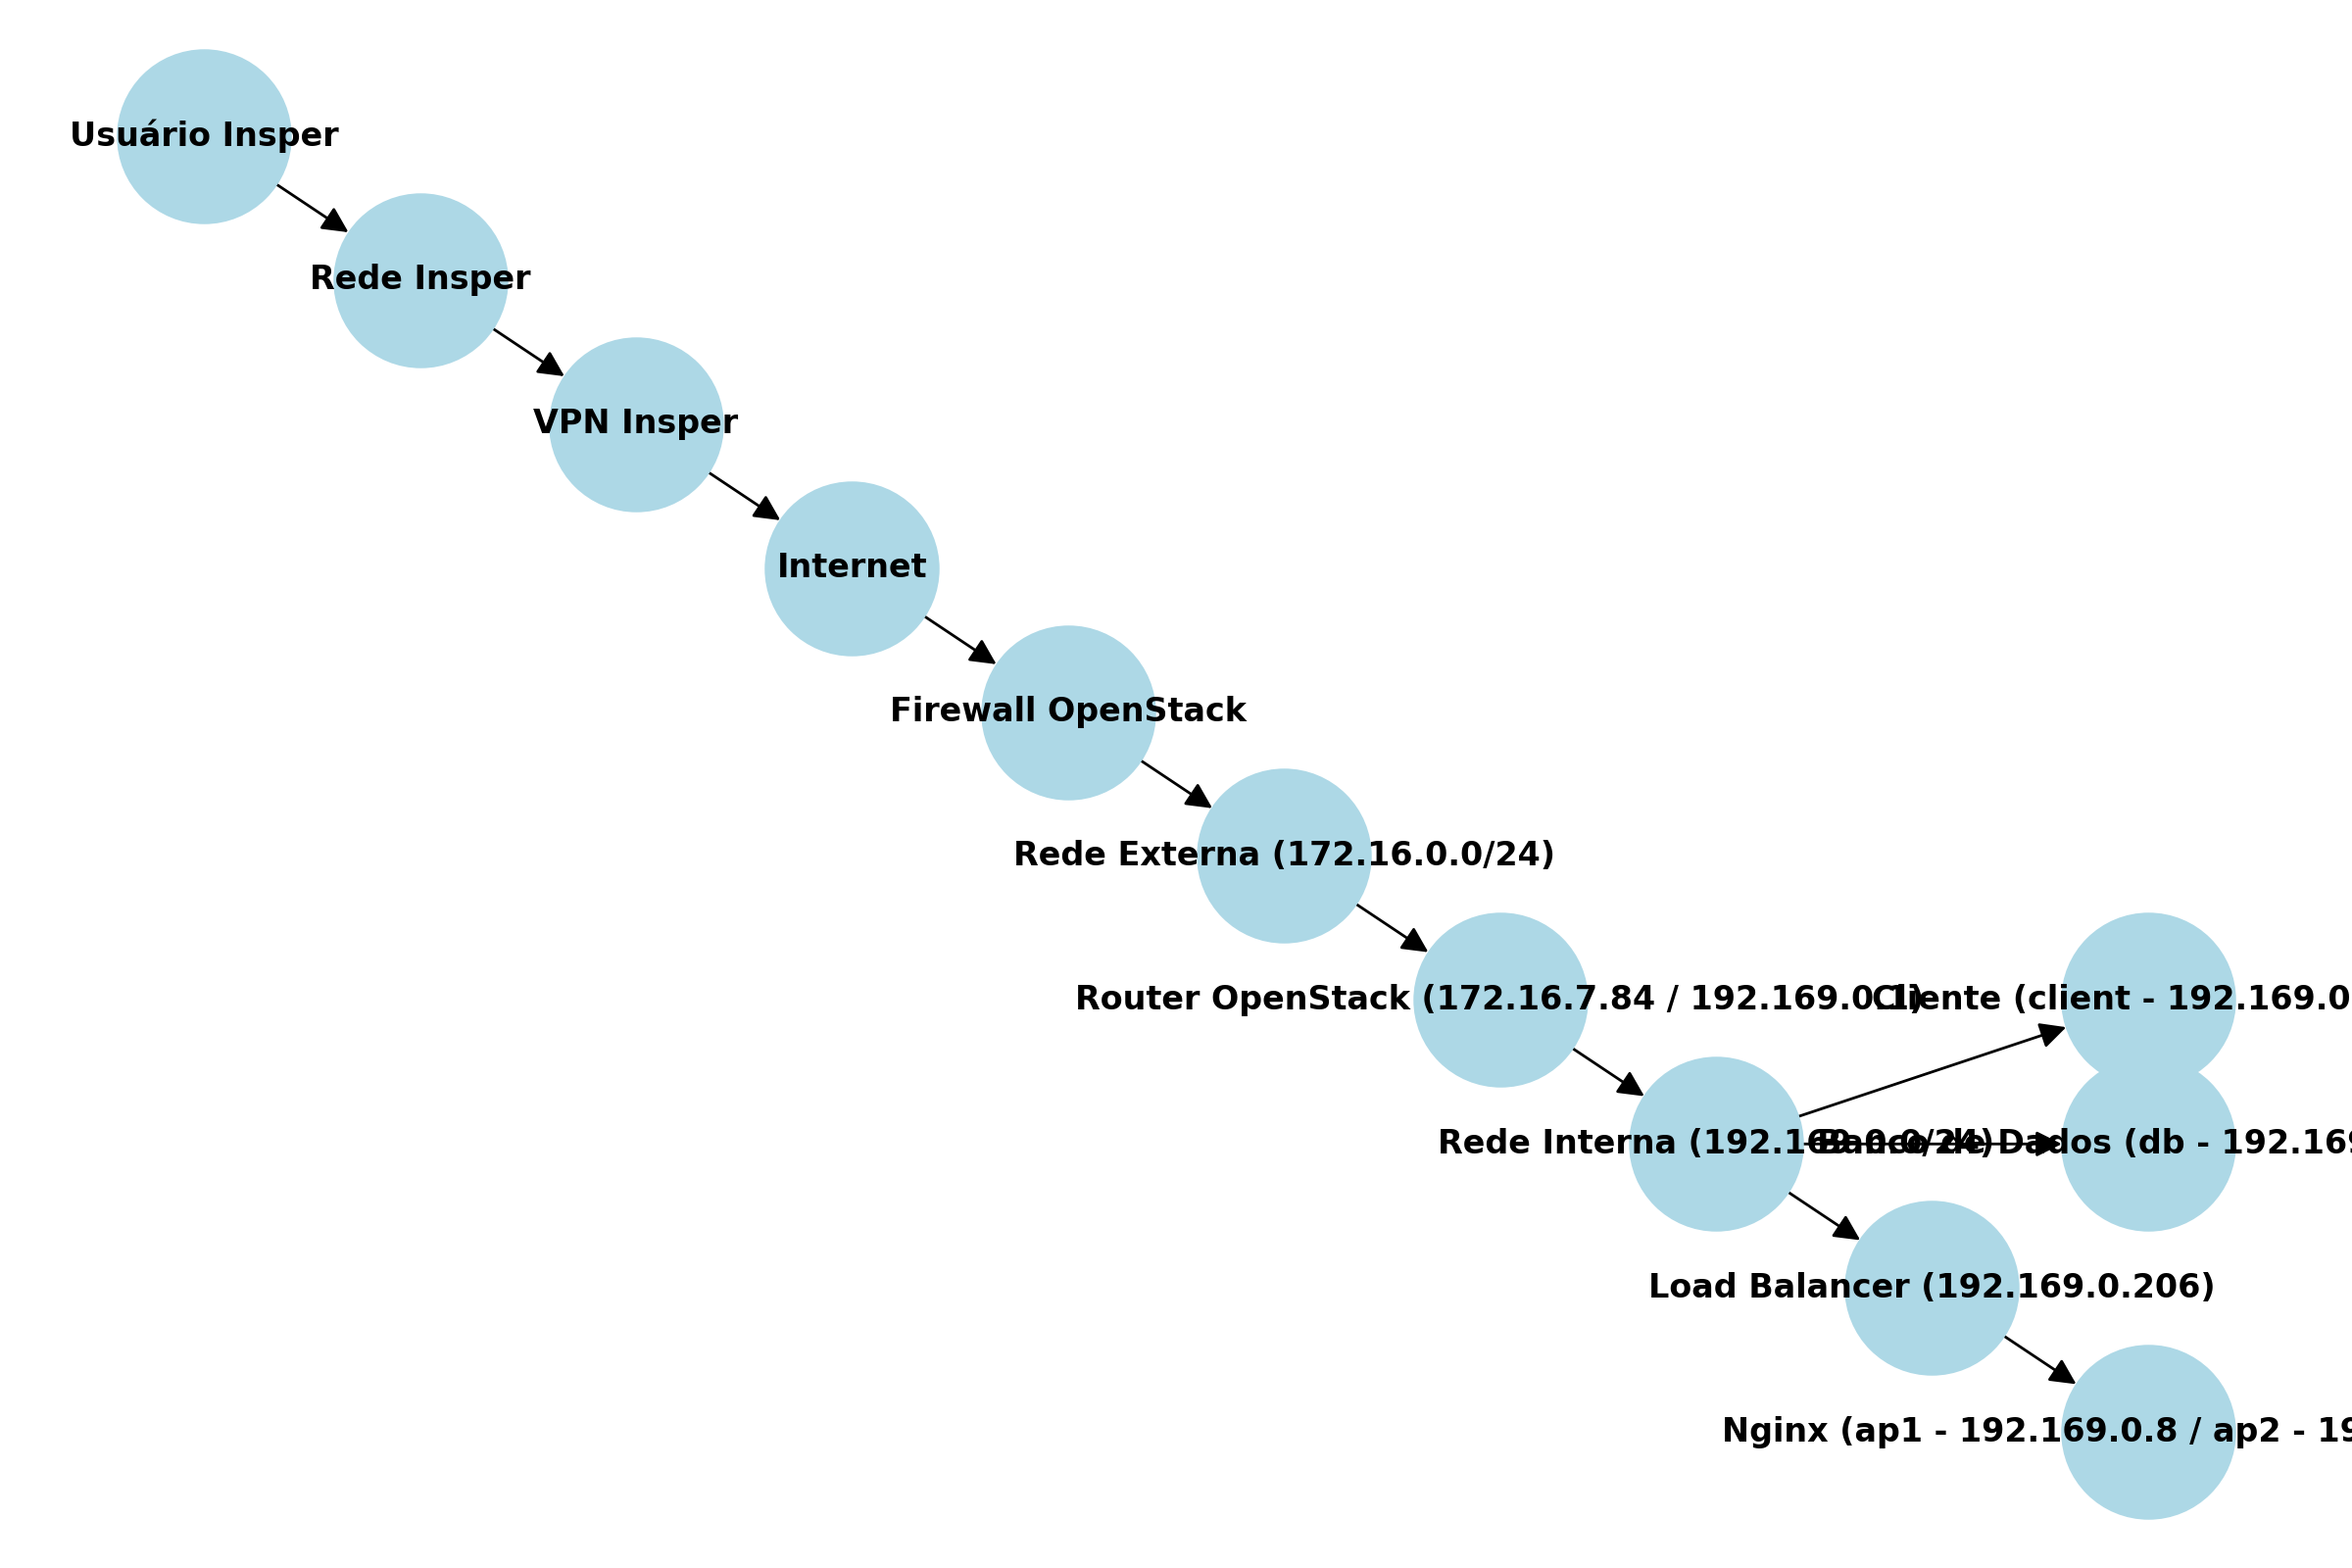 Usuário Insper
Rede Insper
VPN Insper
Internet
Firewall OpenStack
Rede Externa (172.16.0.0/24)
Router OpenStack (172.16.7.84 / 192.169.0.1)
Cliente (client - 192.169.0
Rede Interna (192.169.0.0/24)
Banco de Dados (db - 192.169
Load Balancer (192.169.0.206)
Nginx (ap1 - 192.169.0.8 / ap2 - 19